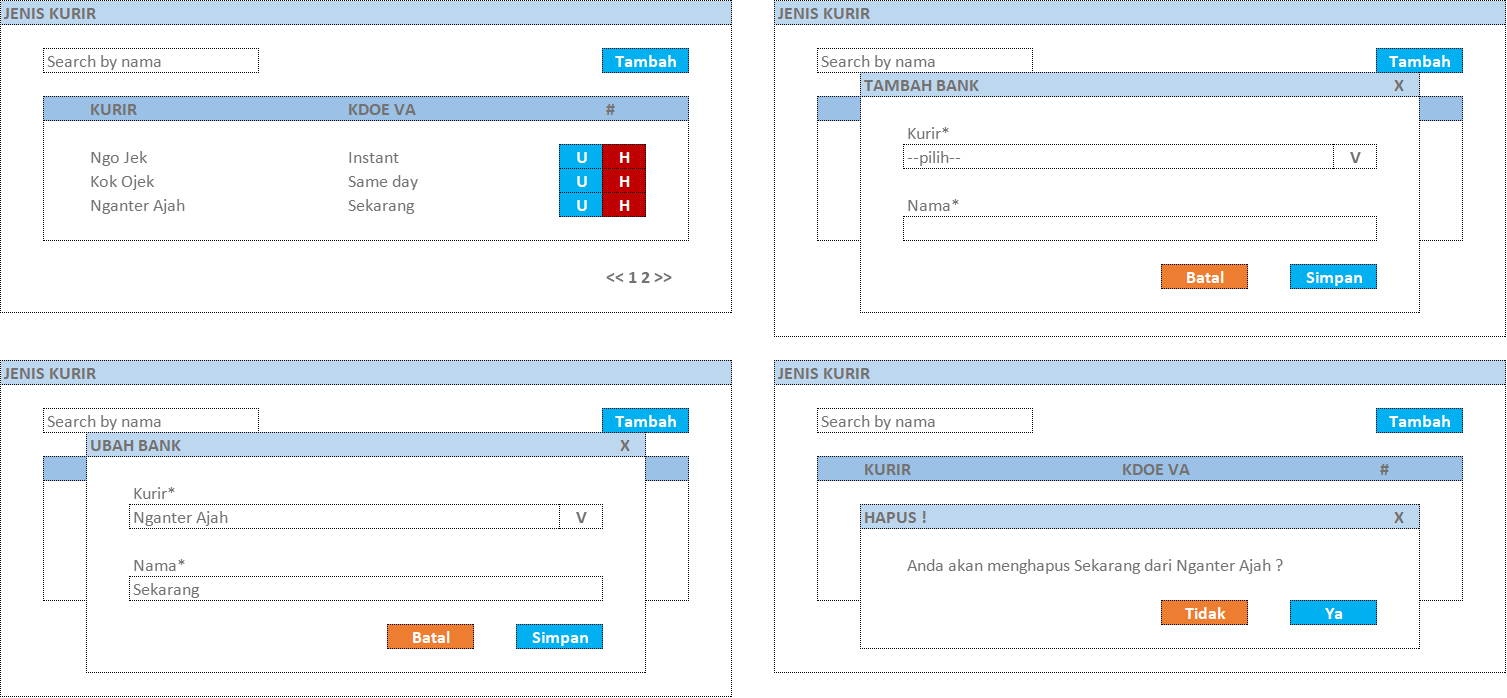 JENIS KURIR
Search by nama Tambah
KURIR KDOE VA #
Ngo Jek Instant U H
Kok Ojek Same day U H
Nganter Ajah Sekarang U H
<< 1 2 >>
JENIS KURIR
Search by nama Tambah
TAMBAH BANK X
Kurir*
--pilih-- V
Nama*
Batal Simpan
JENIS KURIR
Search by nama Tambah
UBAH BANK X
Kurir*
Nganter Ajah V
Nama*
Sekarang
Batal Simpan
JENIS KURIR
Search by nama Tambah
KURIR KDOE VA #
HAPUS ! X
Anda akan menghapus Sekarang dari Nganter Ajah ?
Tidak Ya